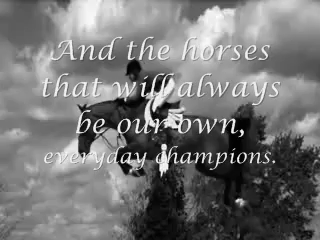 And the horses
that will always
be our own,
everyday champions.